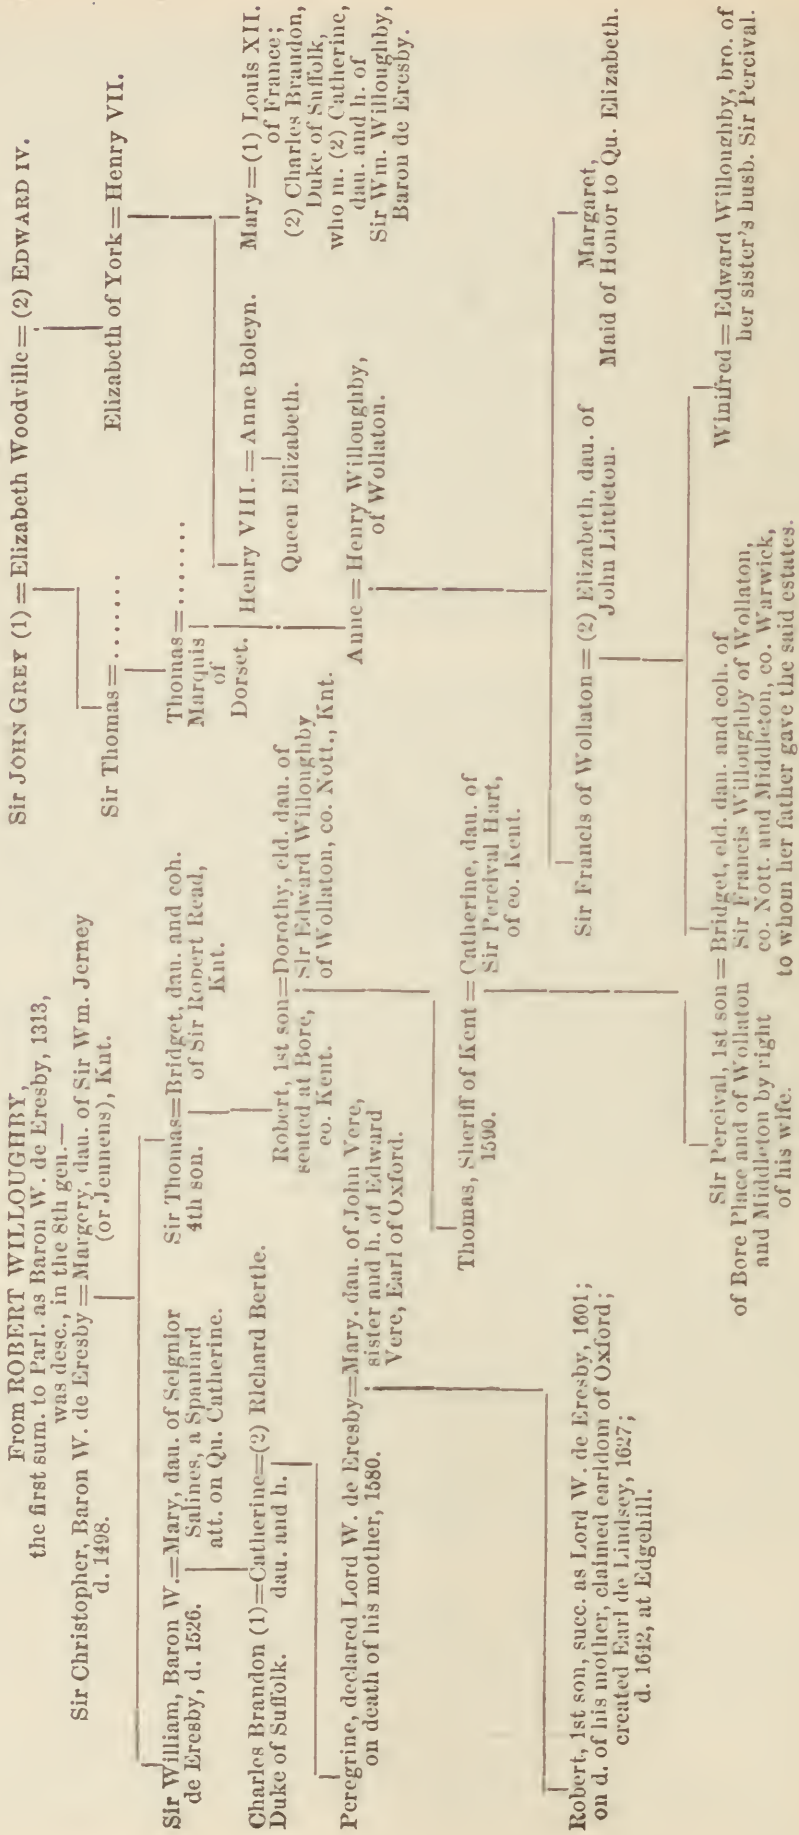 From ROBERT WILLOUGHBY,
the first sum. to Parl. as Baron W. de Eresby, 1313,
was desc., in the 8th gen.—
Sir Christopher, Baron W. de Eresby = Margery, dau. of Sir Wm. Jerney
d. 1498.
(or Jennens), Knt.
Sir William, Baron W. = Mary, dau. of Seignior
de Eresby, d. 1526.
Salines, a Spaniard
att. on Qu. Catherine.
Sir Thomas = Bridget, dau. and coh.
4th son.
of Sir Robert Read,
Knt.
Charles Brandon (1) = Catherine = (2) Richard Bertie.
Duke of Suffolk.
dau. and h.
Robert, 1st son = Dorothy, eld. dau. of
seated at Bore,
Sir Edward Willoughby
co. Kent.
of Wollaton, co. Nott., Knt.
Peregrine, declared Lord W. de Eresby = Mary, dau. of John Vere,
on death of his mother, 1580.
sister and h. of Edward
Vere, Earl of Oxford.
Thomas, Sheriff of Kent = Catherine, dau. of
1590.
Sir Percival Hart,
of co. Kent.
Robert, 1st son, succ. as Lord W. de Eresby, 1601;
on d. of his mother, claimed earldom of Oxford;
created Earl de Lindsey, 1627;
d. 1642, at Edgehill.
Sir JOHN GREY (1) = Elizabeth Woodville = (2) EDWARD IV.
Sir Thomas = .......
Elizabeth of York = Henry VII.
Thomas = .......
Marquis
of
Dorset.
Henry VIII. = Anne Boleyn.
Queen Elizabeth.
Mary = (1) Louis XII.
of France;
(2) Charles Brandon,
Duke of Suffolk,
who m. (2) Catherine,
dau. and h. of
Sir Wm. Willoughby,
Baron de Eresby.
Anne = Henry Willoughby,
of Wollaton.
Sir Francis of Wollaton = (2) Elizabeth, dau. of
John Littleton.
Margaret,
Maid of Honor to Qu. Elizabeth.
Sir Percival, 1st son = Bridget, eld. dau. and coh. of
of Bore Place and of Wollaton
Sir Francis Willoughby of Wollaton,
and Middleton by right
co. Nott. and Middleton, co. Warwick,
of his wife.
to whom her father gave the said estates.
Winifred = Edward Willoughby, bro. of
her sister's husb. Sir Percival.